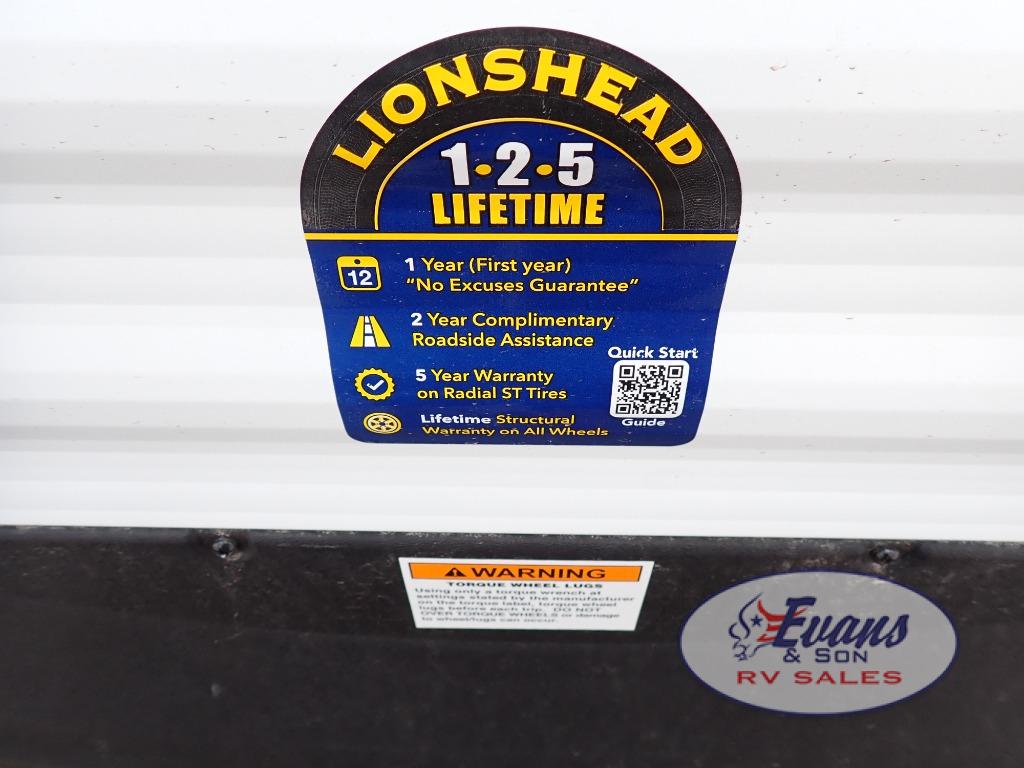 LIONSHEAD
1•2•5
LIFETIME
12
1 Year (First year)
"No Excuses Guarantee"
2 Year Complimentary
Roadside Assistance
Quick Start
5 Year Warranty
on Radial ST Tires
Guide
Lifetime Structural
Warranty on All Wheels
WARNING
TORQUE WHEEL LUGS
Using only a torque wrench at
settings stated by the manufacturer
on the torque label, torque wheel
lugs before each trip. DO NOT
OVER TORQUE WHEELS or damage
to wheel/lugs can occur.
Evans
& SON
RV SALES